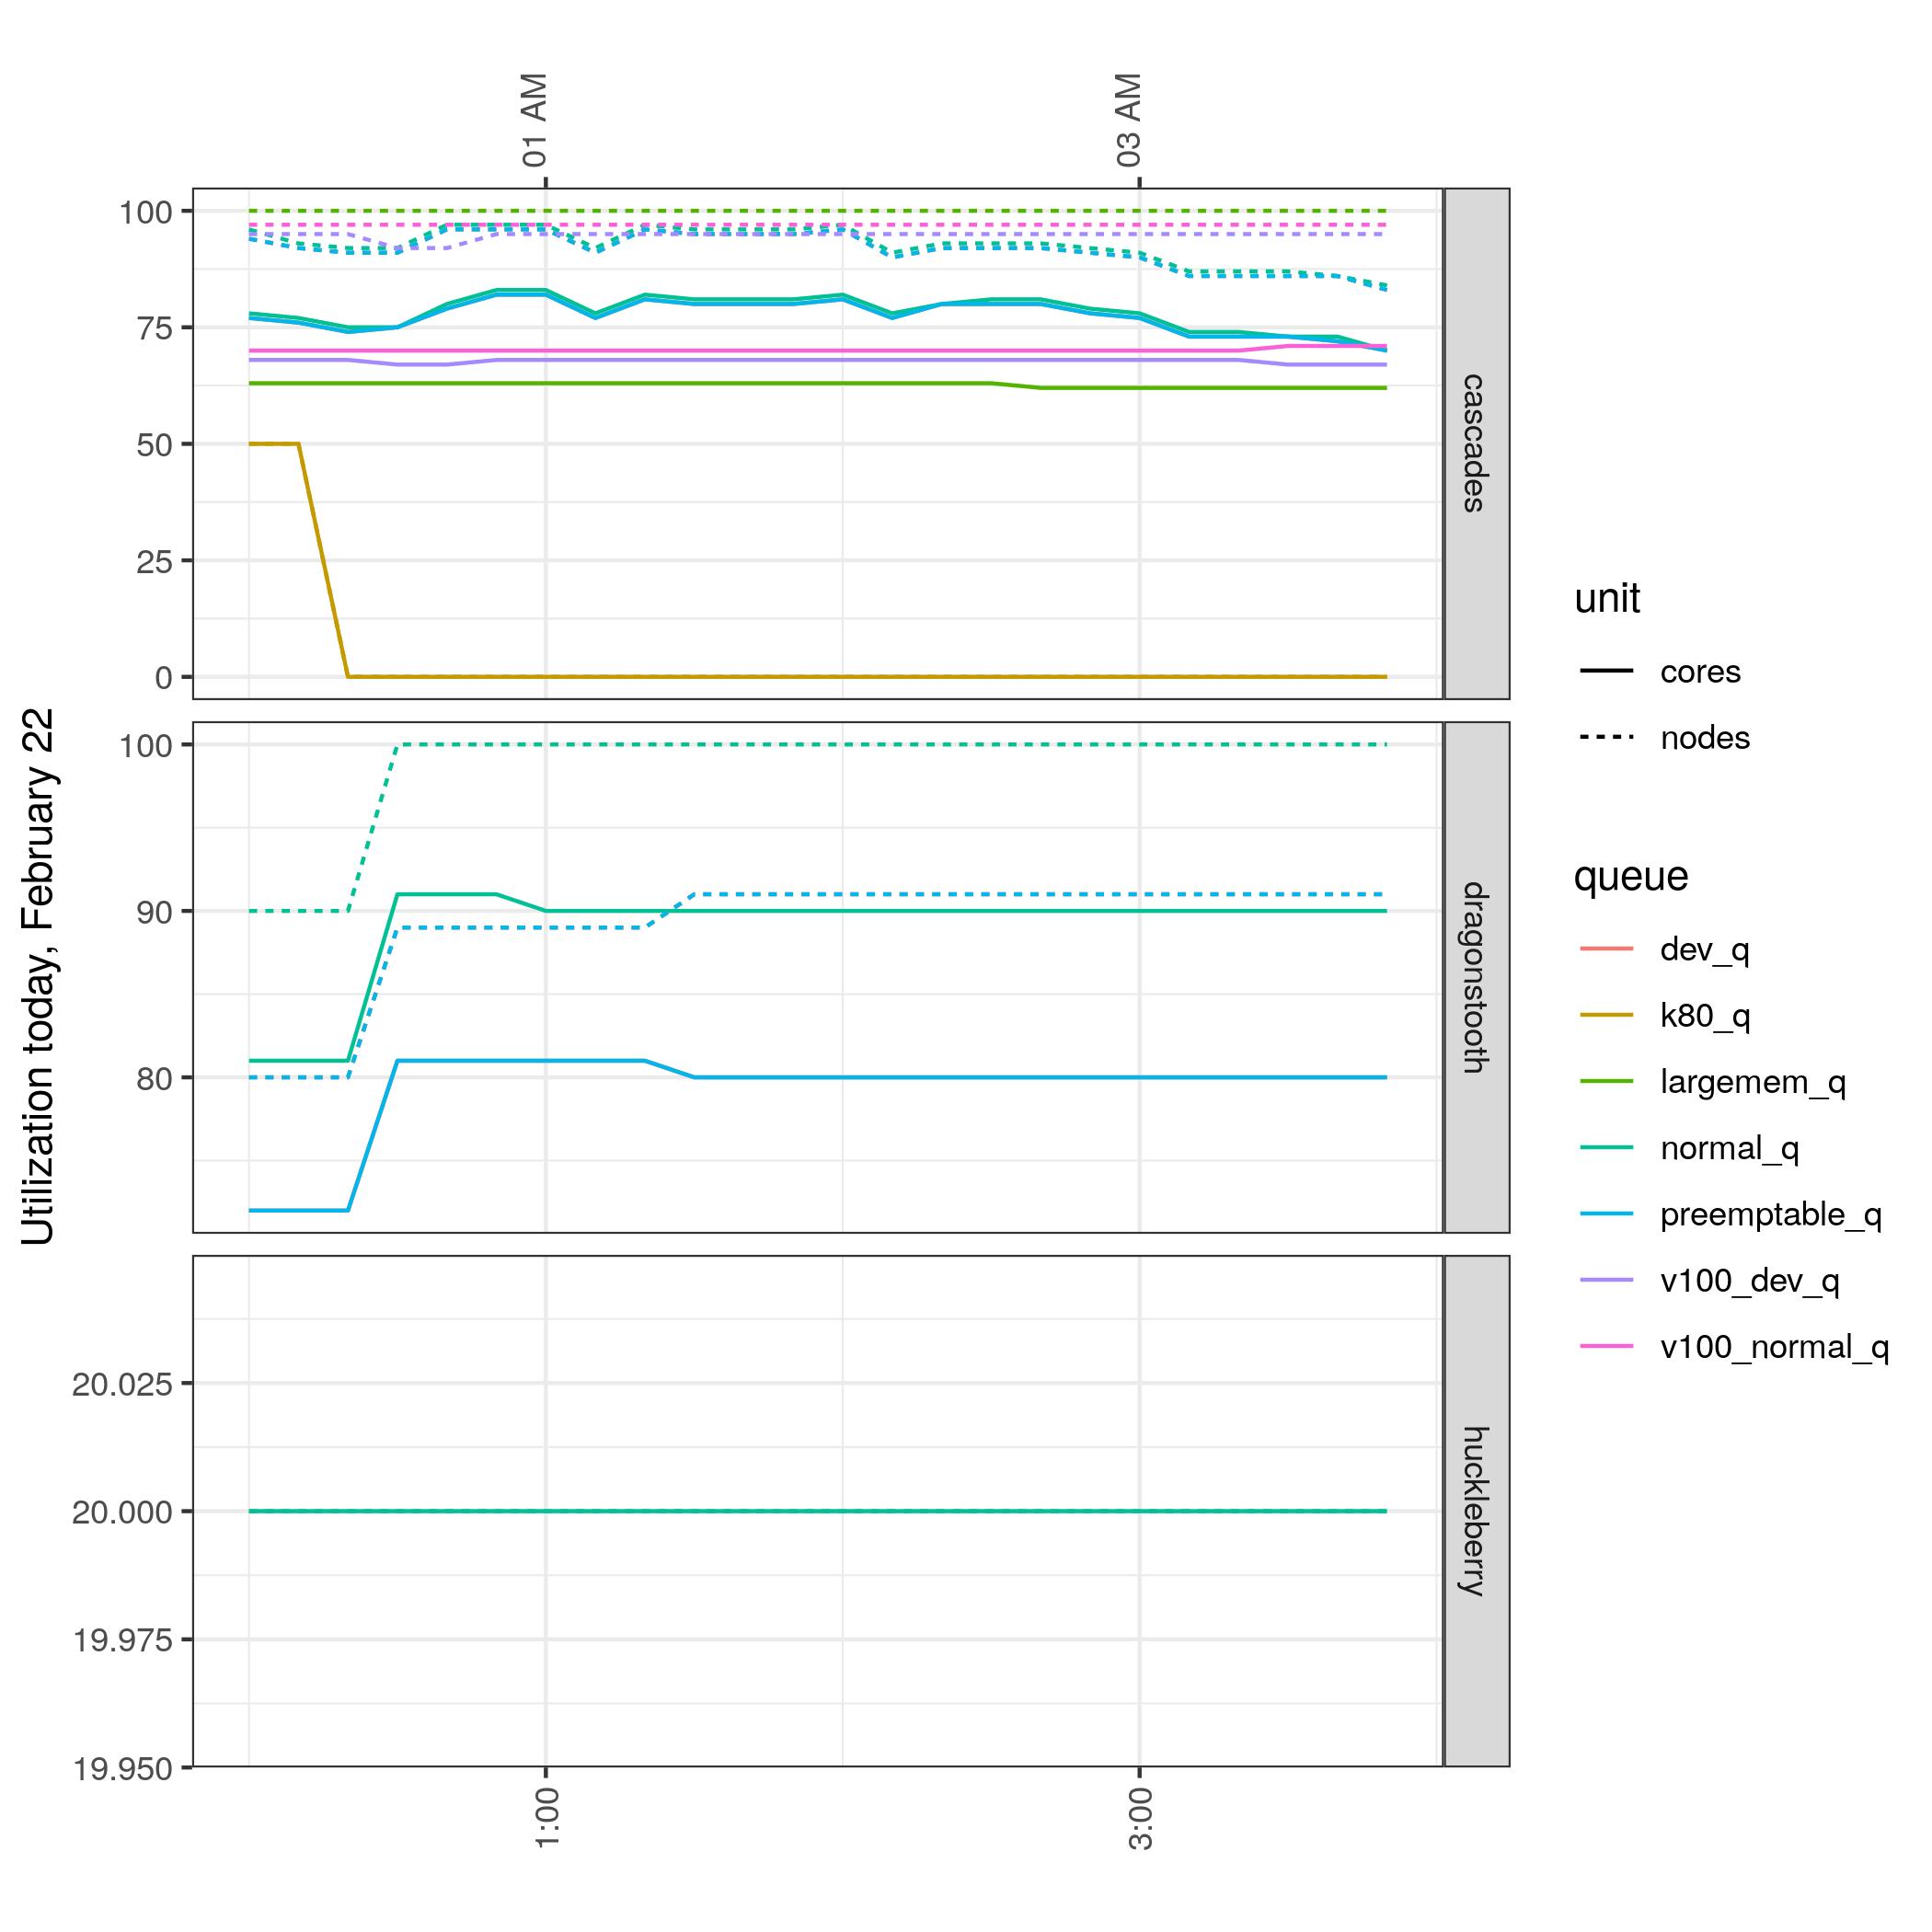 01 AM
03 AM
100
75
50
25
0
cascades
100
90
80
dragonstooth
20.025
20.000
19.975
19.950
huckleberry
1:00
3:00
Utilization today, February 22
unit
cores
nodes
queue
dev_q
k80_q
largemem_q
normal_q
preemptable_q
v100_dev_q
v100_normal_q